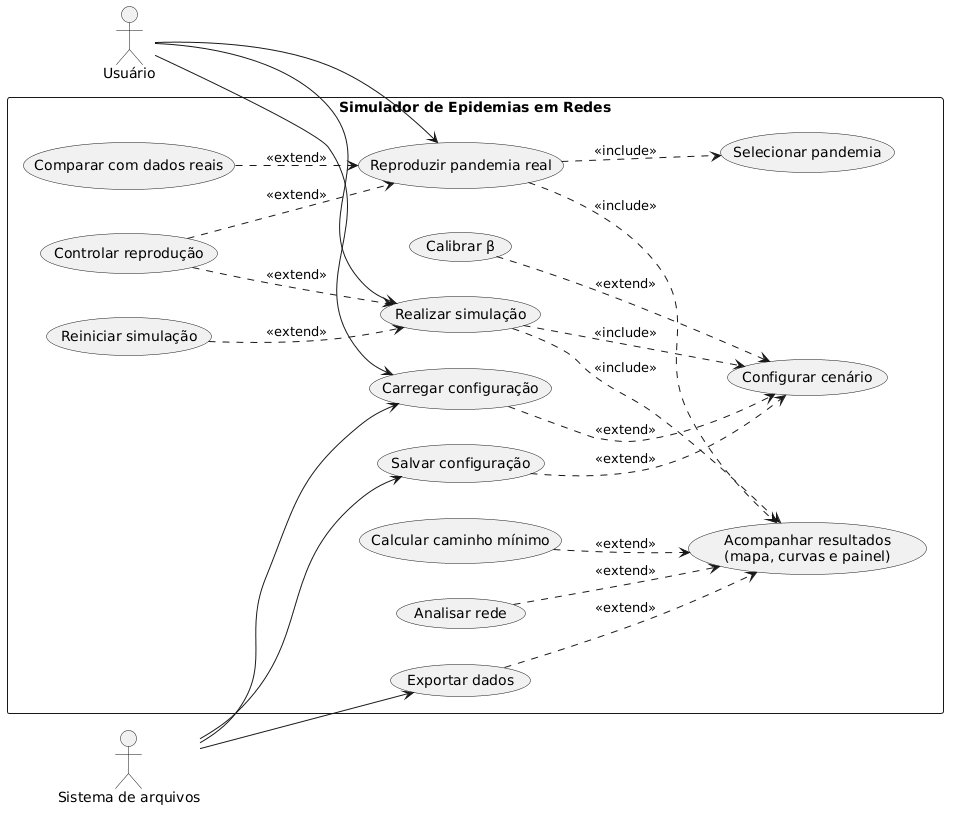 Usuário
Simulador de Epidemias em Redes
Comparar com dados reais
«extend»
Reproduzir pandemia real
«include»
Selecionar pandemia
«extend»
«include»
Controlar reprodução
Calibrar β
«extend»
«extend»
Realizar simulação
Reiniciar simulação
«extend»
«include»
«include»
Configurar cenário
Carregar configuração
«extend»
Salvar configuração
«extend»
Calcular caminho mínimo
«extend»
Acompanhar resultados
(mapa, curvas e painel)
«extend»
Analisar rede
«extend»
Exportar dados
Sistema de arquivos